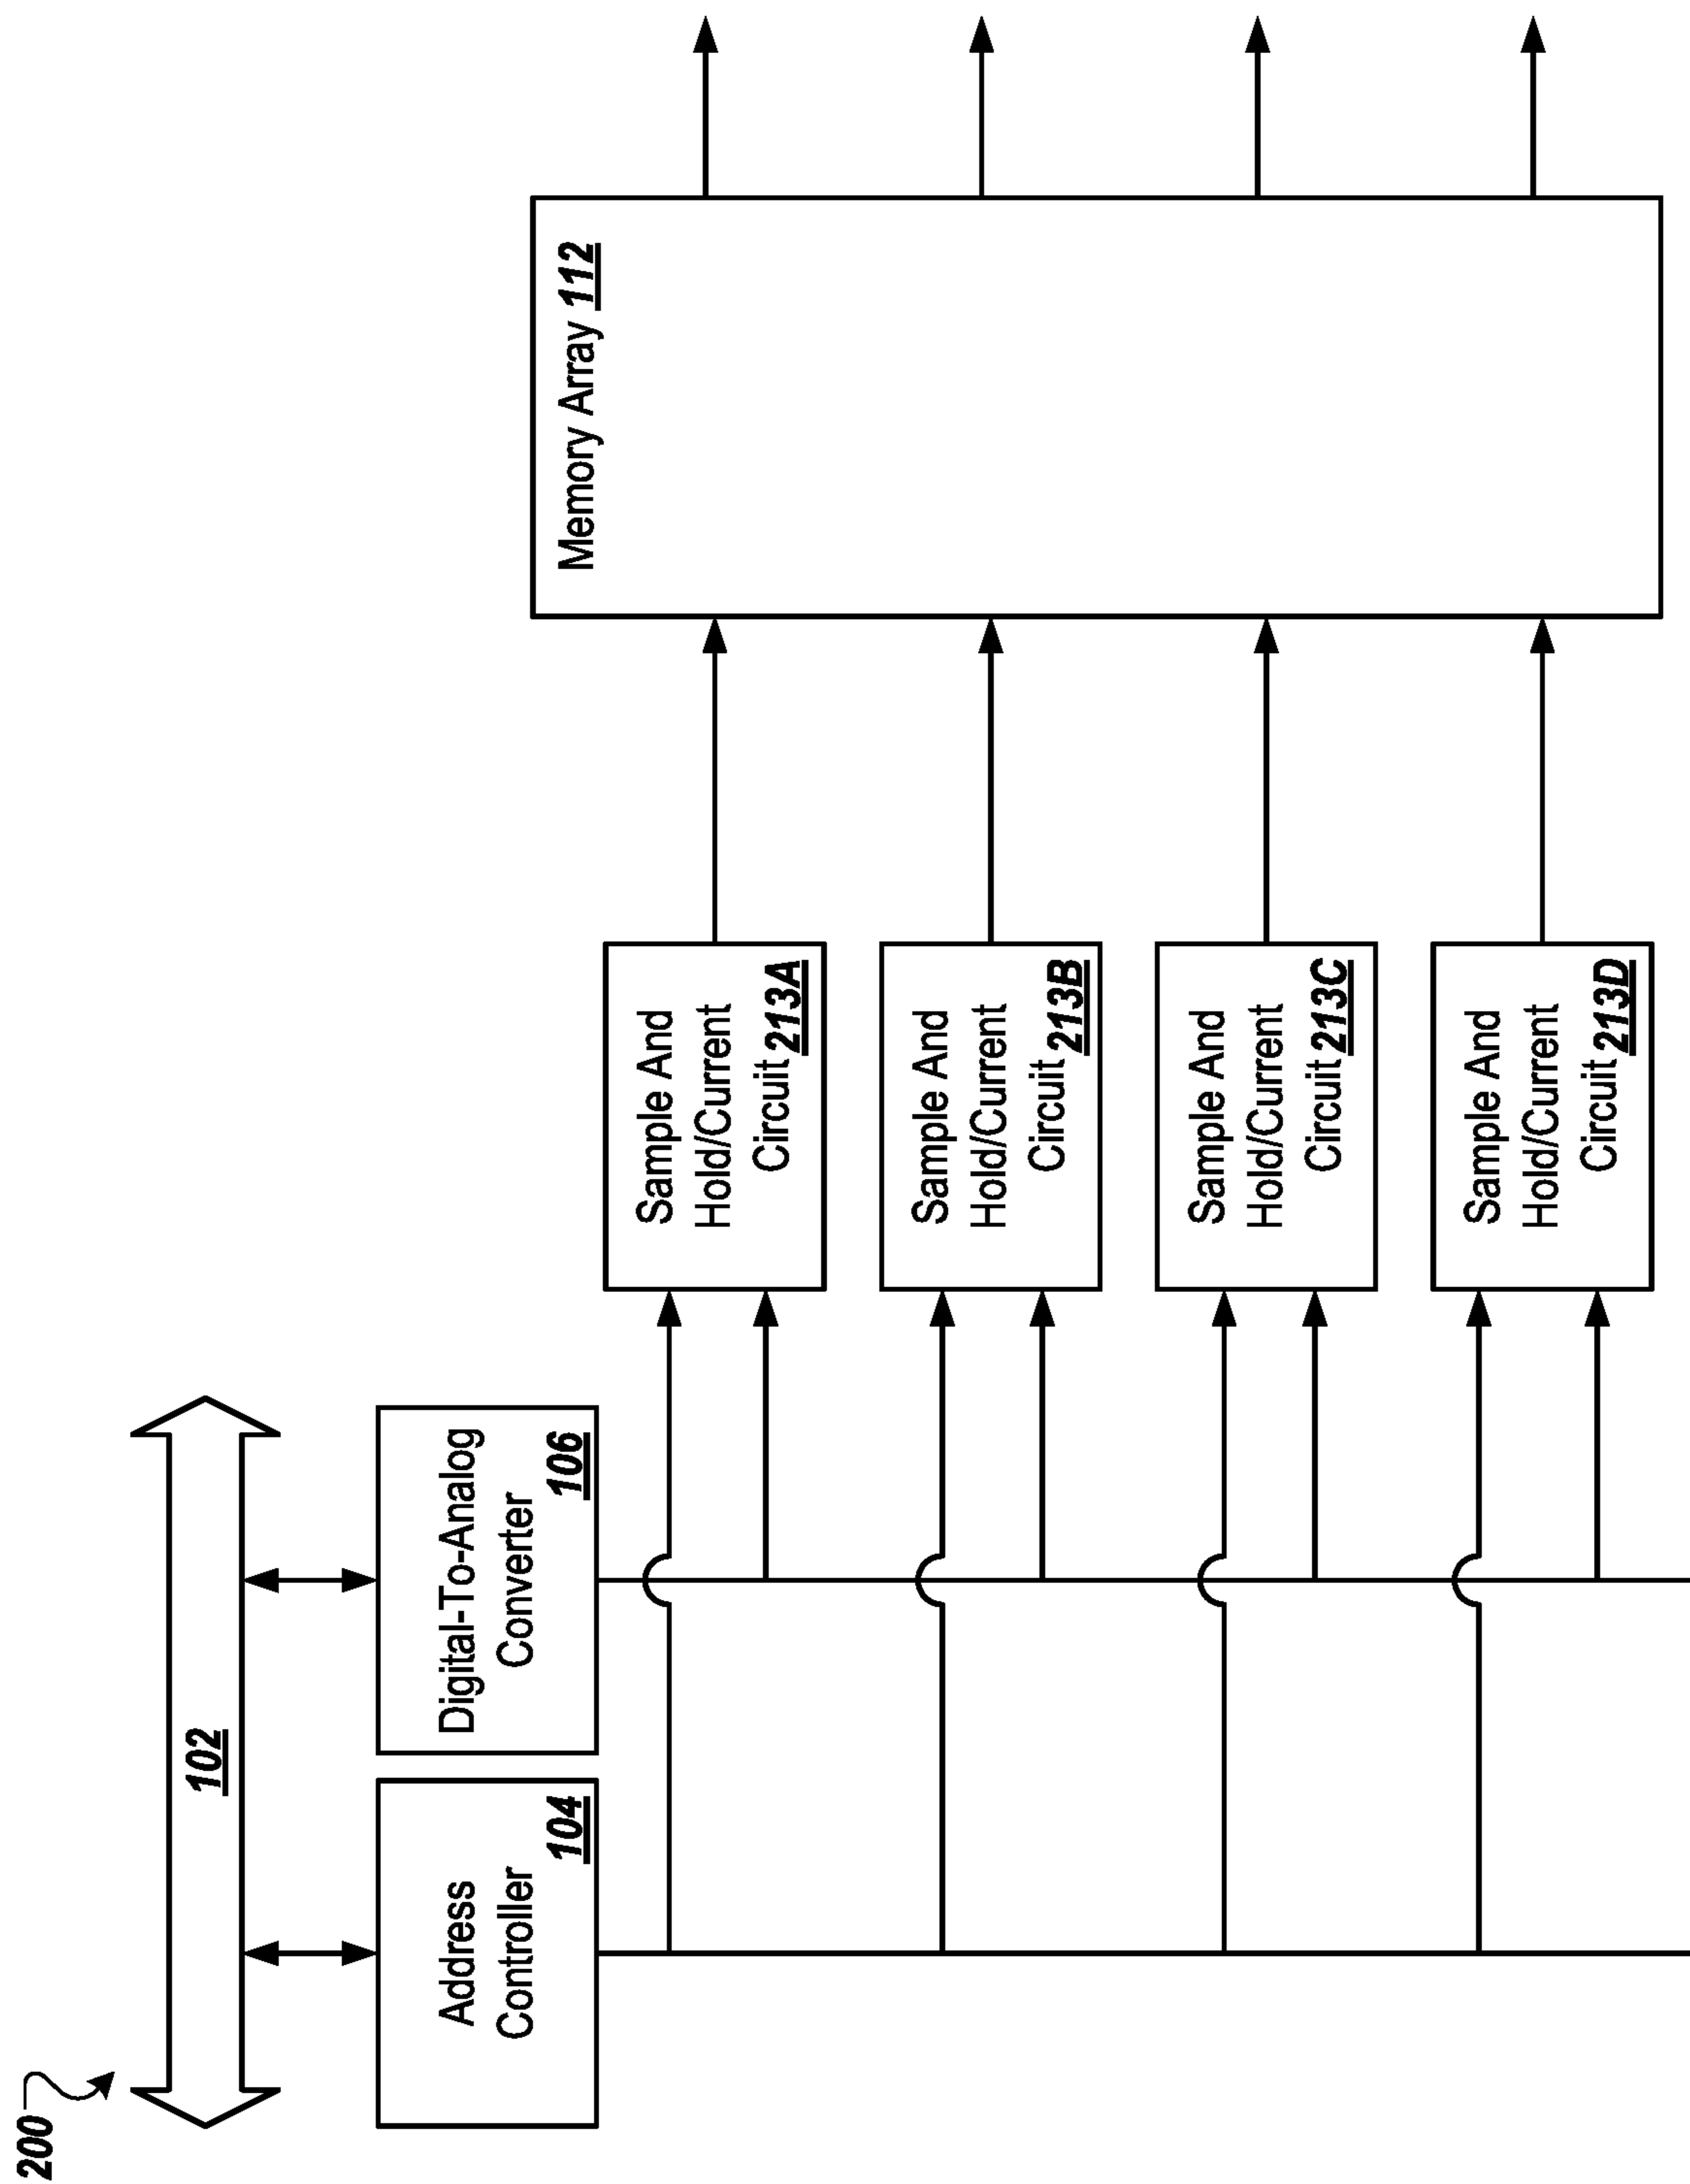 200
102
Address
Controller
104
Digital-To-Analog
Converter
106
Sample And
Hold/Current
Circuit 213A
Sample And
Hold/Current
Circuit 213B
Sample And
Hold/Current
Circuit 213C
Sample And
Hold/Current
Circuit 213D
Memory Array 112